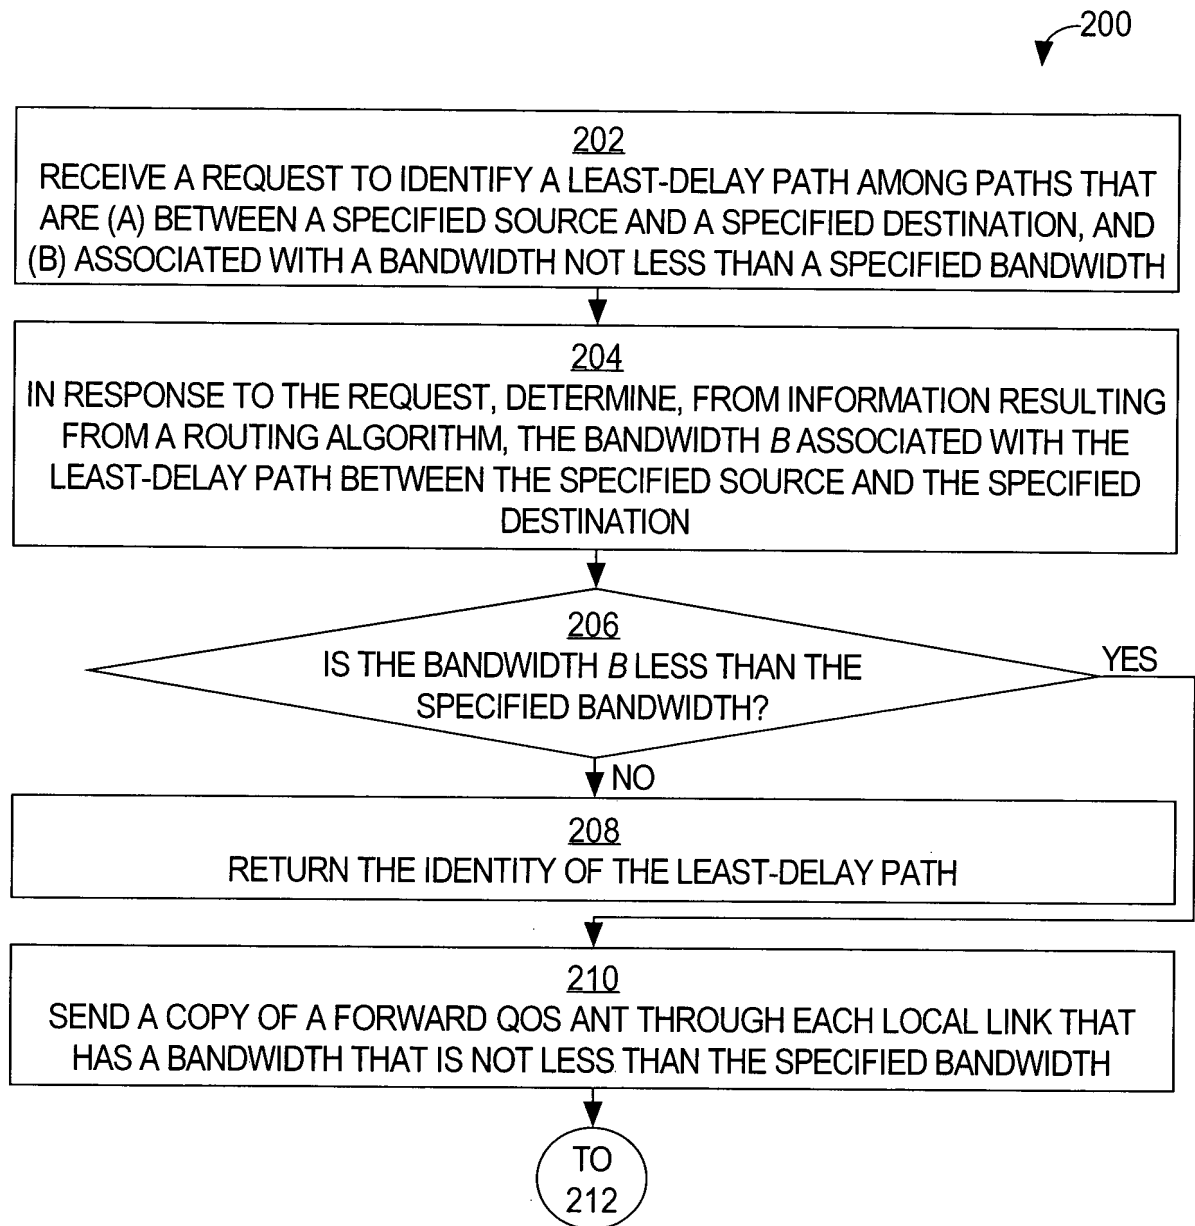 200
202
RECEIVE A REQUEST TO IDENTIFY A LEAST-DELAY PATH AMONG PATHS THAT
ARE (A) BETWEEN A SPECIFIED SOURCE AND A SPECIFIED DESTINATION, AND
(B) ASSOCIATED WITH A BANDWIDTH NOT LESS THAN A SPECIFIED BANDWIDTH
204
IN RESPONSE TO THE REQUEST, DETERMINE, FROM INFORMATION RESULTING
FROM A ROUTING ALGORITHM, THE BANDWIDTH B ASSOCIATED WITH THE
LEAST-DELAY PATH BETWEEN THE SPECIFIED SOURCE AND THE SPECIFIED
DESTINATION
206
IS THE BANDWIDTH B LESS THAN THE
SPECIFIED BANDWIDTH?
YES
NO
208
RETURN THE IDENTITY OF THE LEAST-DELAY PATH
210
SEND A COPY OF A FORWARD QOS ANT THROUGH EACH LOCAL LINK THAT
HAS A BANDWIDTH THAT IS NOT LESS THAN THE SPECIFIED BANDWIDTH
TO
212